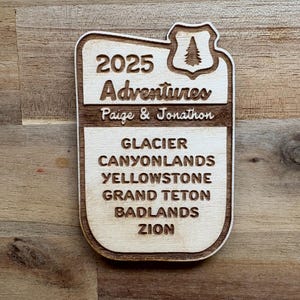 2025
Adventures
Paige & Jonathon
GLACIER
CANYONLANDS
YELLOWSTONE
GRAND TETON
BADLANDS
ZION